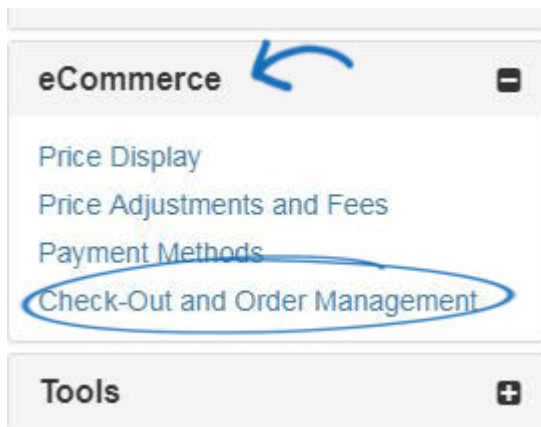 eCommerce
Price Display
Price Adjustments and Fees
Payment Methods
Check-Out and Order Management
Tools